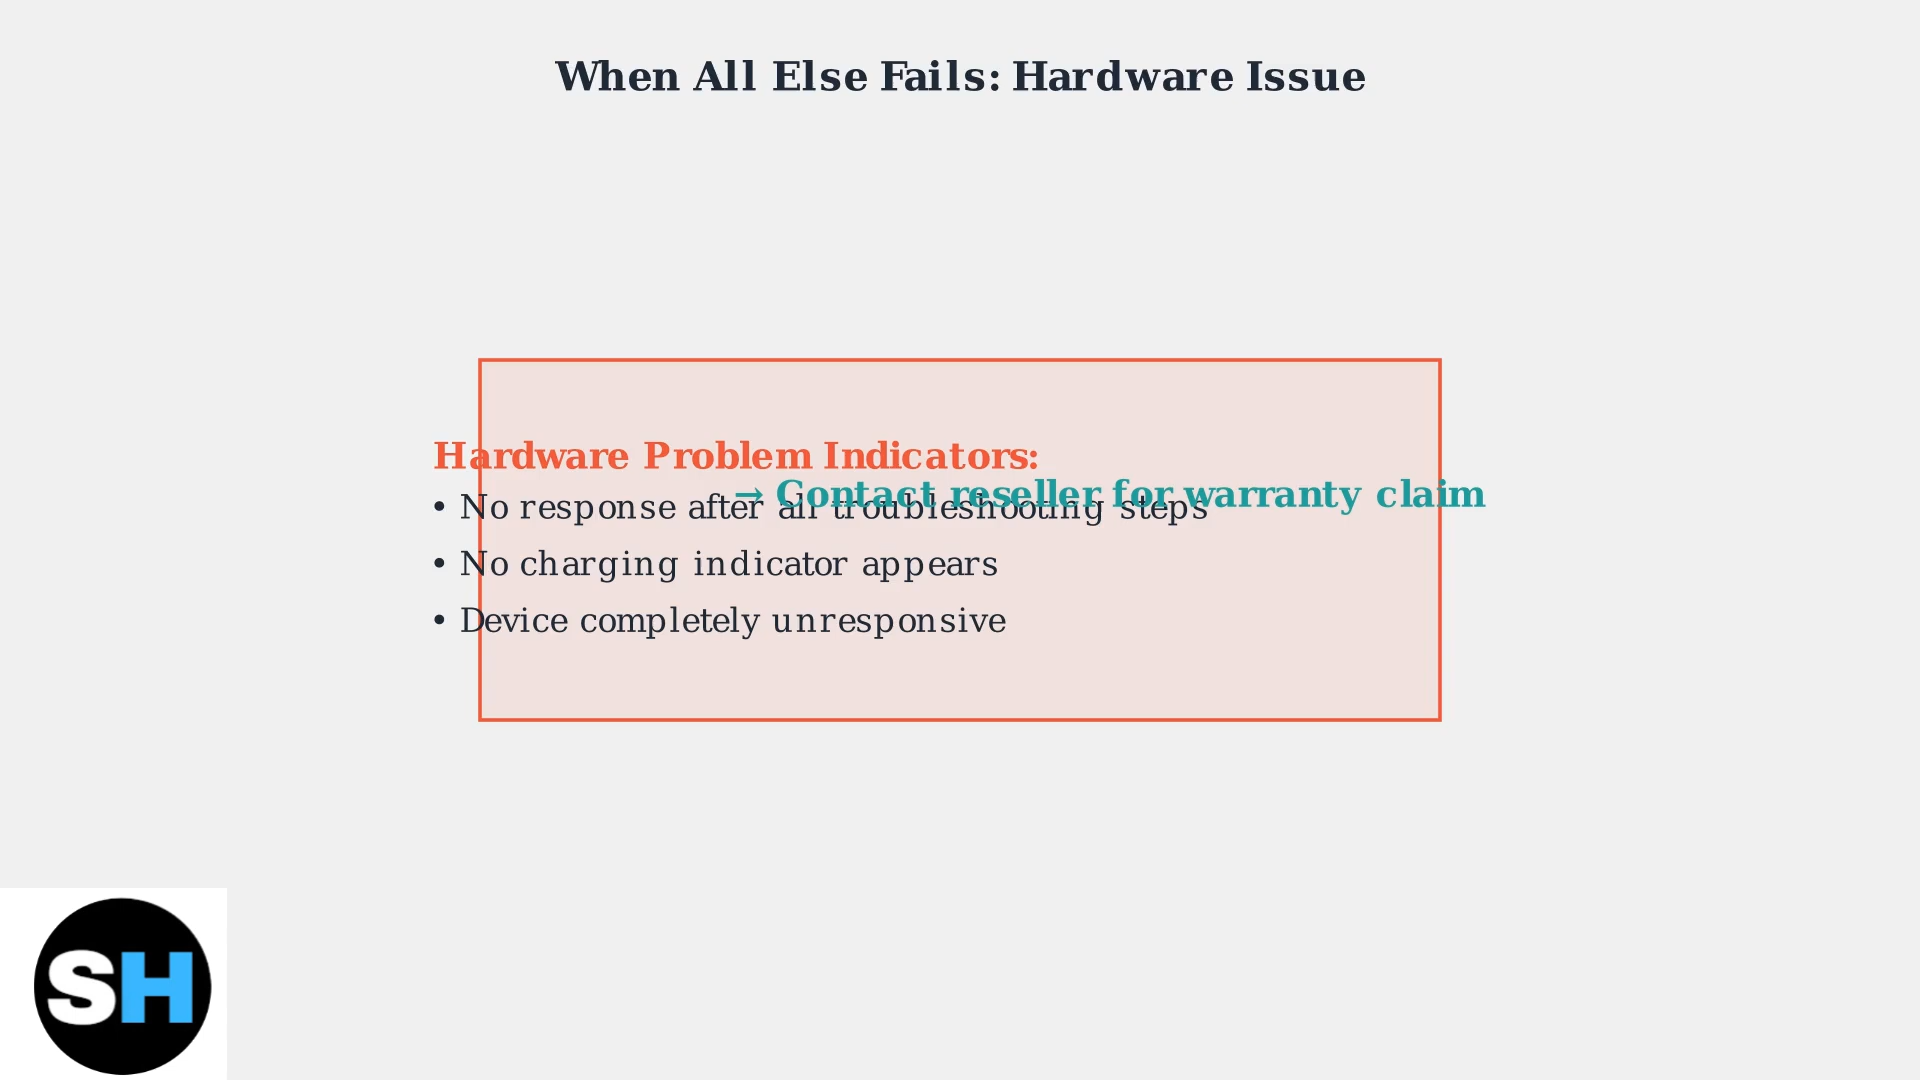 When All Else Fails: Hardware Issue
Hardware Problem Indicators:
→ Contact reseller for warranty claim
• No response after all troubleshooting steps
• No charging indicator appears
• Device completely unresponsive
SH